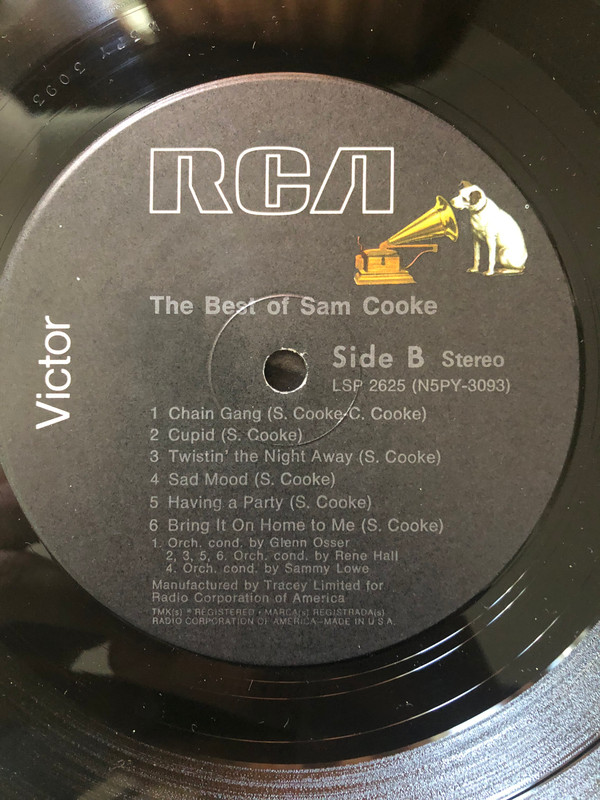 N5PY 3093
RCA
Victor
The Best of Sam Cooke
Side B Stereo
LSP 2625 (N5PY-3093)
1 Chain Gang (S. Cooke-C. Cooke)
2 Cupid (S. Cooke)
3 Twistin' the Night Away (S. Cooke)
4 Sad Mood (S. Cooke)
5 Having a Party (S. Cooke)
6 Bring It On Home to Me (S. Cooke)
1. Orch. cond. by Glenn Osser
2, 3, 5, 6. Orch. cond. by Rene Hall
4. Orch. cond. by Sammy Lowe
Manufactured by Tracey Limited for
Radio Corporation of America
TMK(s) ® REGISTERED • MARCA(s) REGISTRADA(s)
RADIO CORPORATION OF AMERICA-MADE IN U.S.A.